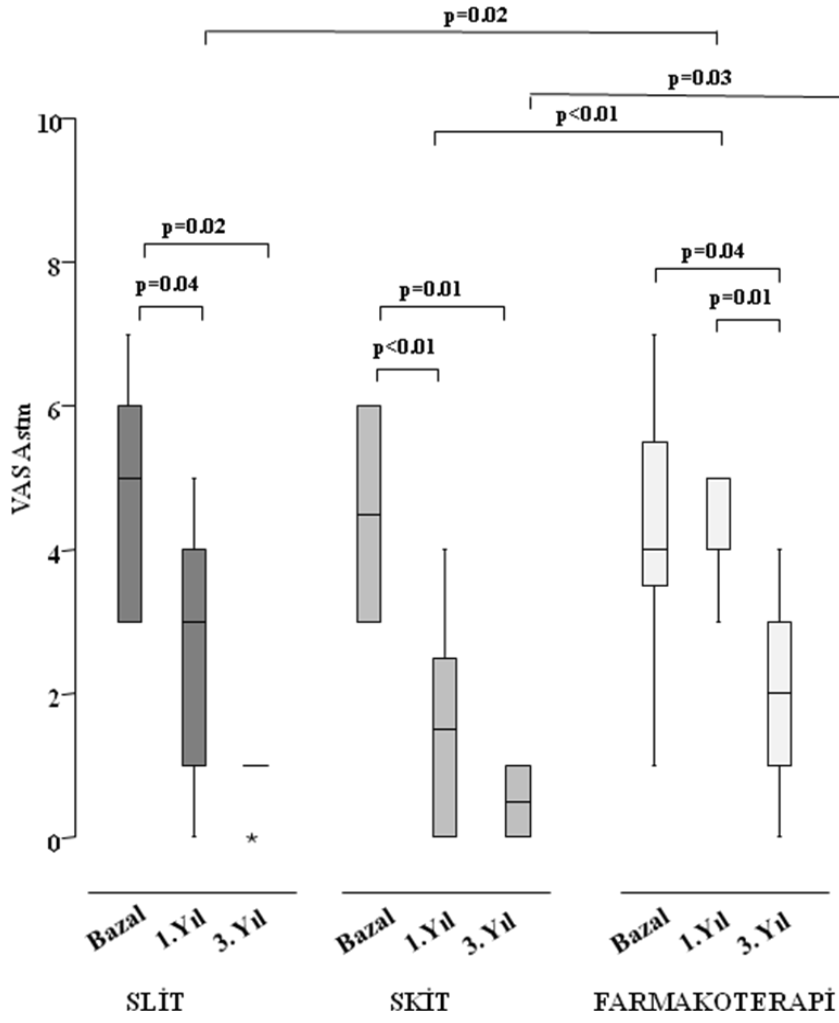 p=0.02
p=0.03
10
p<0.01
p=0.02
8
p=0.04
p=0.04
p=0.01
p=0.01
p<0.01
6
VAS Astm
4
2
0
*
Bazal 1.Yıl 3. Yıl Bazal 1.Yıl 3. Yıl Bazal 1.Yıl 3. Yıl
SLİT SKİT FARMAKOTERAPİ